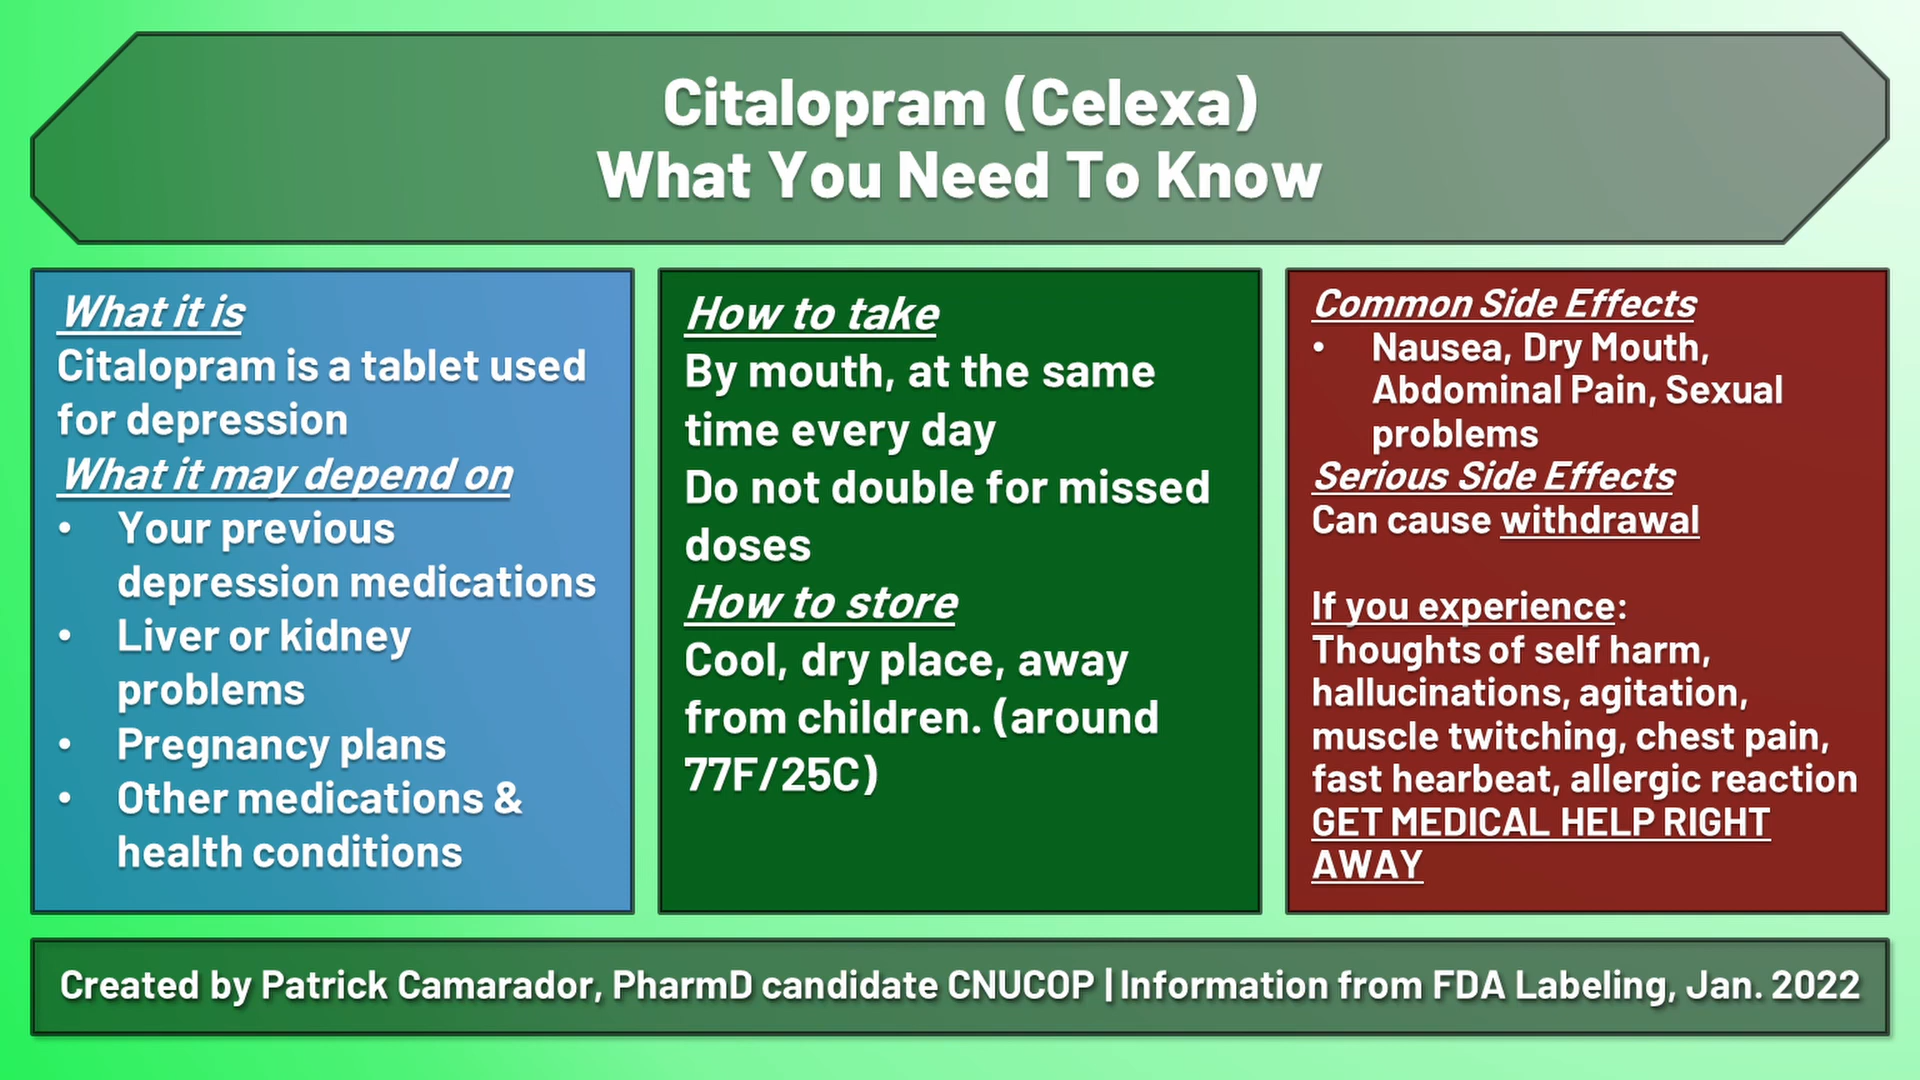 Citalopram (Celexa)
What You Need To Know
What it is
Citalopram is a tablet used
for depression
What it may depend on
• Your previous
depression medications
• Liver or kidney
problems
• Pregnancy plans
• Other medications &
health conditions
How to take
By mouth, at the same
time every day
Do not double for missed
doses
How to store
Cool, dry place, away
from children. (around
77F/25C)
Common Side Effects
• Nausea, Dry Mouth,
Abdominal Pain, Sexual
problems
Serious Side Effects
Can cause withdrawal
If you experience:
Thoughts of self harm,
hallucinations, agitation,
muscle twitching, chest pain,
fast hearbeat, allergic reaction
GET MEDICAL HELP RIGHT
AWAY
Created by Patrick Camarador, PharmD candidate CNUCOP | Information from FDA Labeling, Jan. 2022